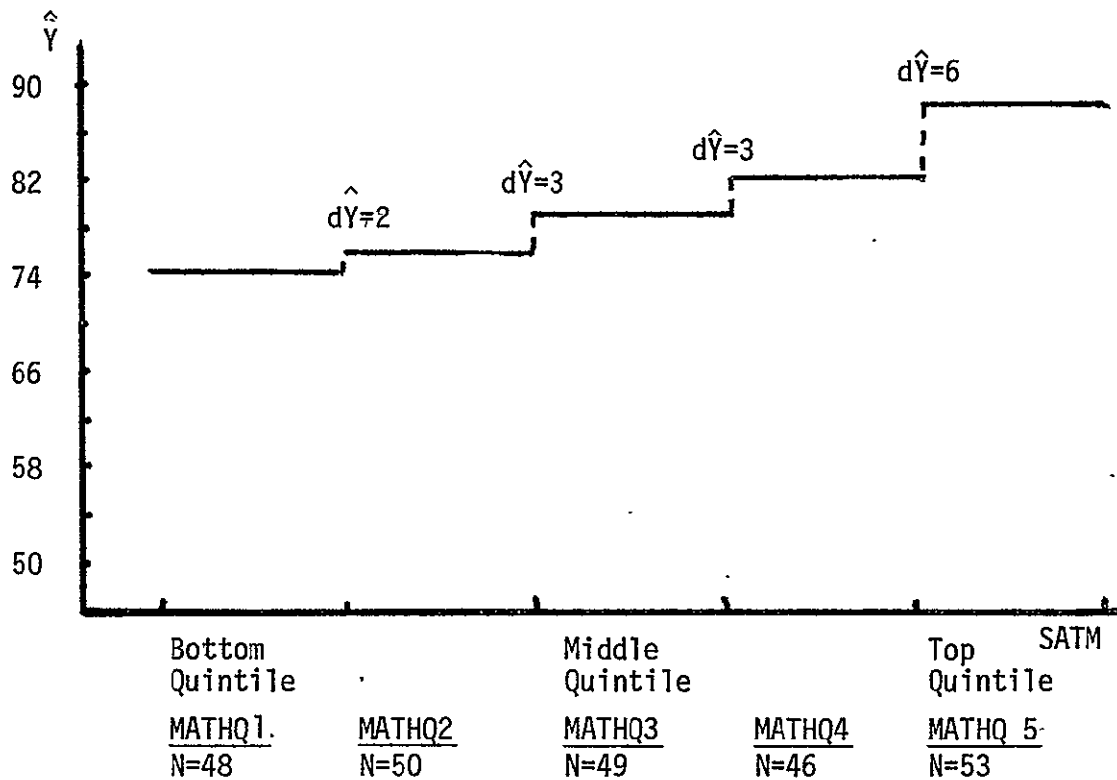 Ŷ
90
82
74
66
58
50
dŶ=2
dŶ=3
dŶ=3
dŶ=6
SATM
Bottom Quintile
Middle Quintile
Top Quintile
MATHQ1.
N=48
MATHQ2
N=50
MATHQ3
N=49
MATHQ4
N=46
MATHQ 5
N=53